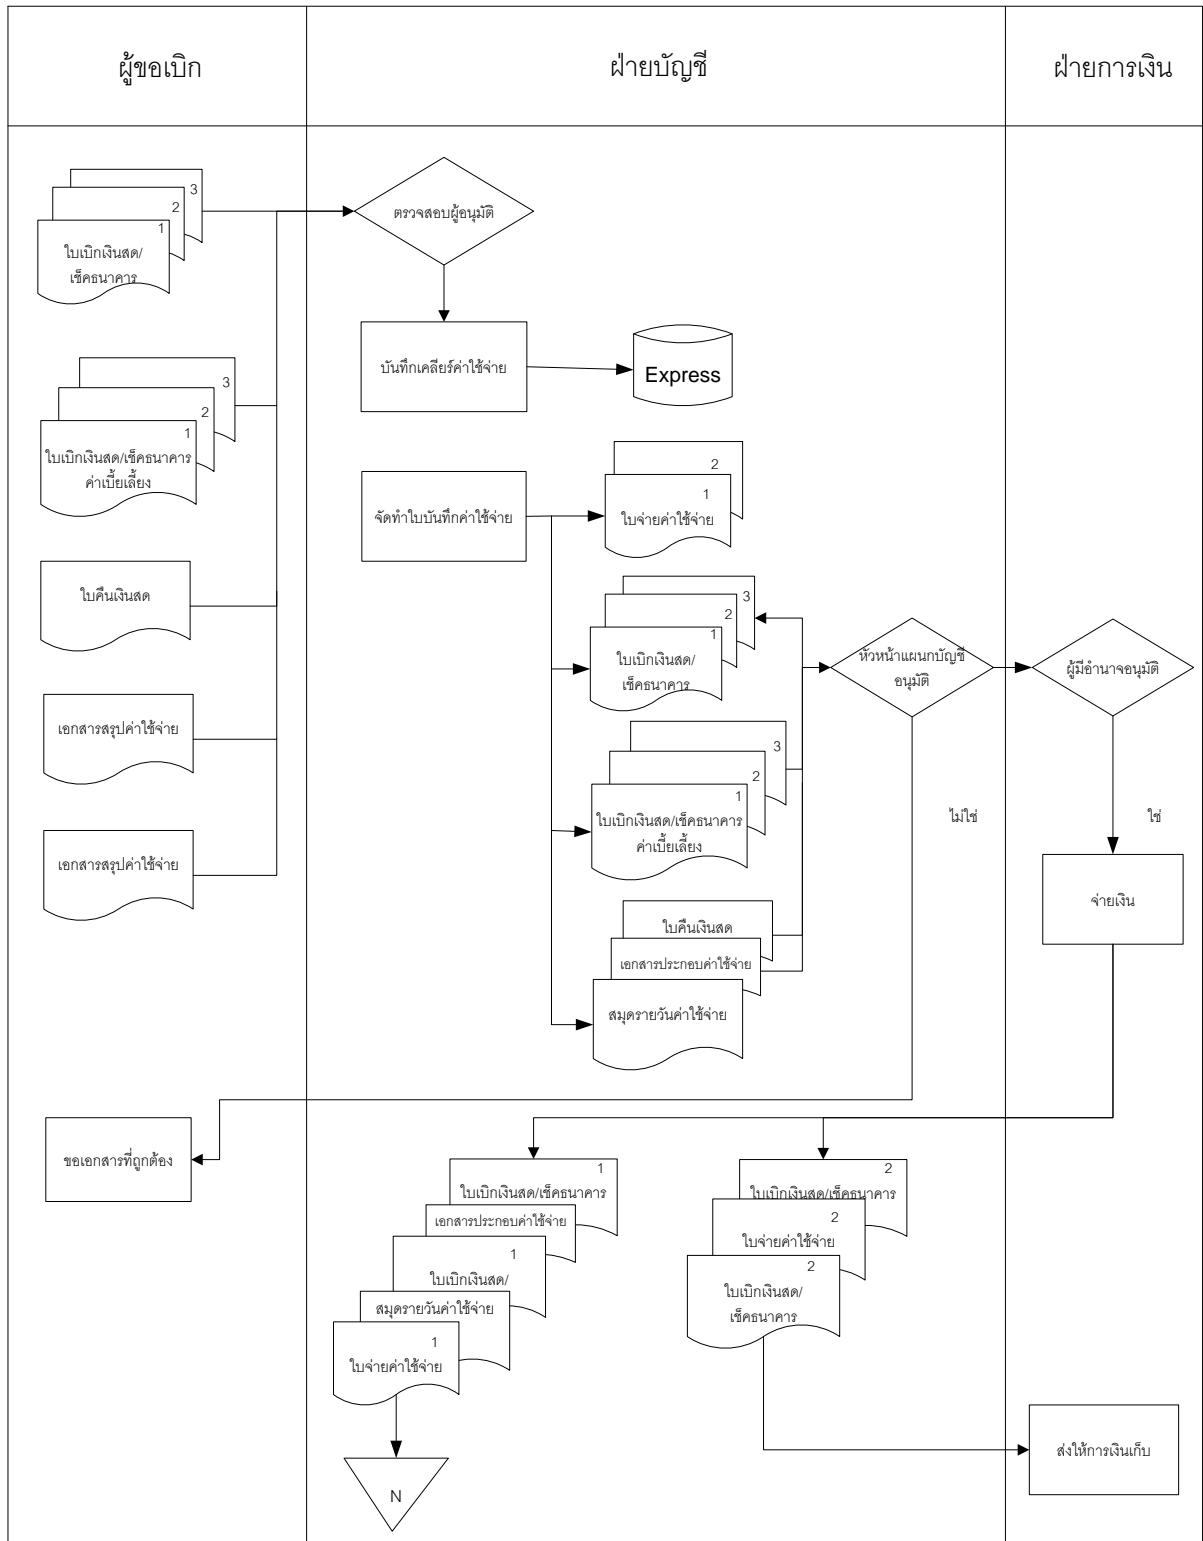 ผู้ขอเบิก
ฝ่ายบัญชี
ฝ่ายการเงิน
3
2
1
ใบเบิกเงินสด/
เช็คธนาคาร
ตรวจสอบผู้อนุมัติ
บันทึกเคลียร์ค่าใช้จ่าย
Express
3
2
1
ใบเบิกเงินสด/เช็คธนาคาร
ค่าเบี้ยเลี้ยง
จัดทำใบบันทึกค่าใช้จ่าย
2
1
ใบจ่ายค่าใช้จ่าย
ใบคืนเงินสด
3
2
1
ใบเบิกเงินสด/
เช็คธนาคาร
หัวหน้าแผนกบัญชี
อนุมัติ
ผู้มีอำนาจอนุมัติ
เอกสารสรุปค่าใช้จ่าย
3
2
1
ใบเบิกเงินสด/เช็คธนาคาร
ค่าเบี้ยเลี้ยง
ไม่ใช่
ใช่
เอกสารสรุปค่าใช้จ่าย
จ่ายเงิน
ใบคืนเงินสด
เอกสารประกอบค่าใช้จ่าย
สมุดรายวันค่าใช้จ่าย
ขอเอกสารที่ถูกต้อง
1
ใบเบิกเงินสด/เช็คธนาคาร
เอกสารประกอบค่าใช้จ่าย
1
ใบเบิกเงินสด/
สมุดรายวันค่าใช้จ่าย
1
ใบจ่ายค่าใช้จ่าย
N
2
ใบเบิกเงินสด/เช็คธนาคาร
2
ใบจ่ายค่าใช้จ่าย
2
ใบเบิกเงินสด/
เช็คธนาคาร
ส่งให้การเงินเก็บ